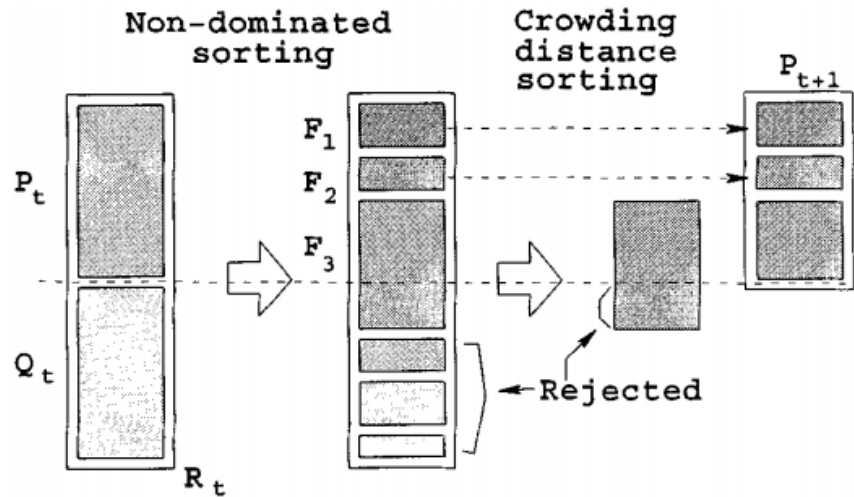 Non-dominated
sorting
Crowding
distance
sorting
P t+1
P t
F 1
F 2
F 3
Q t
Rejected
R t